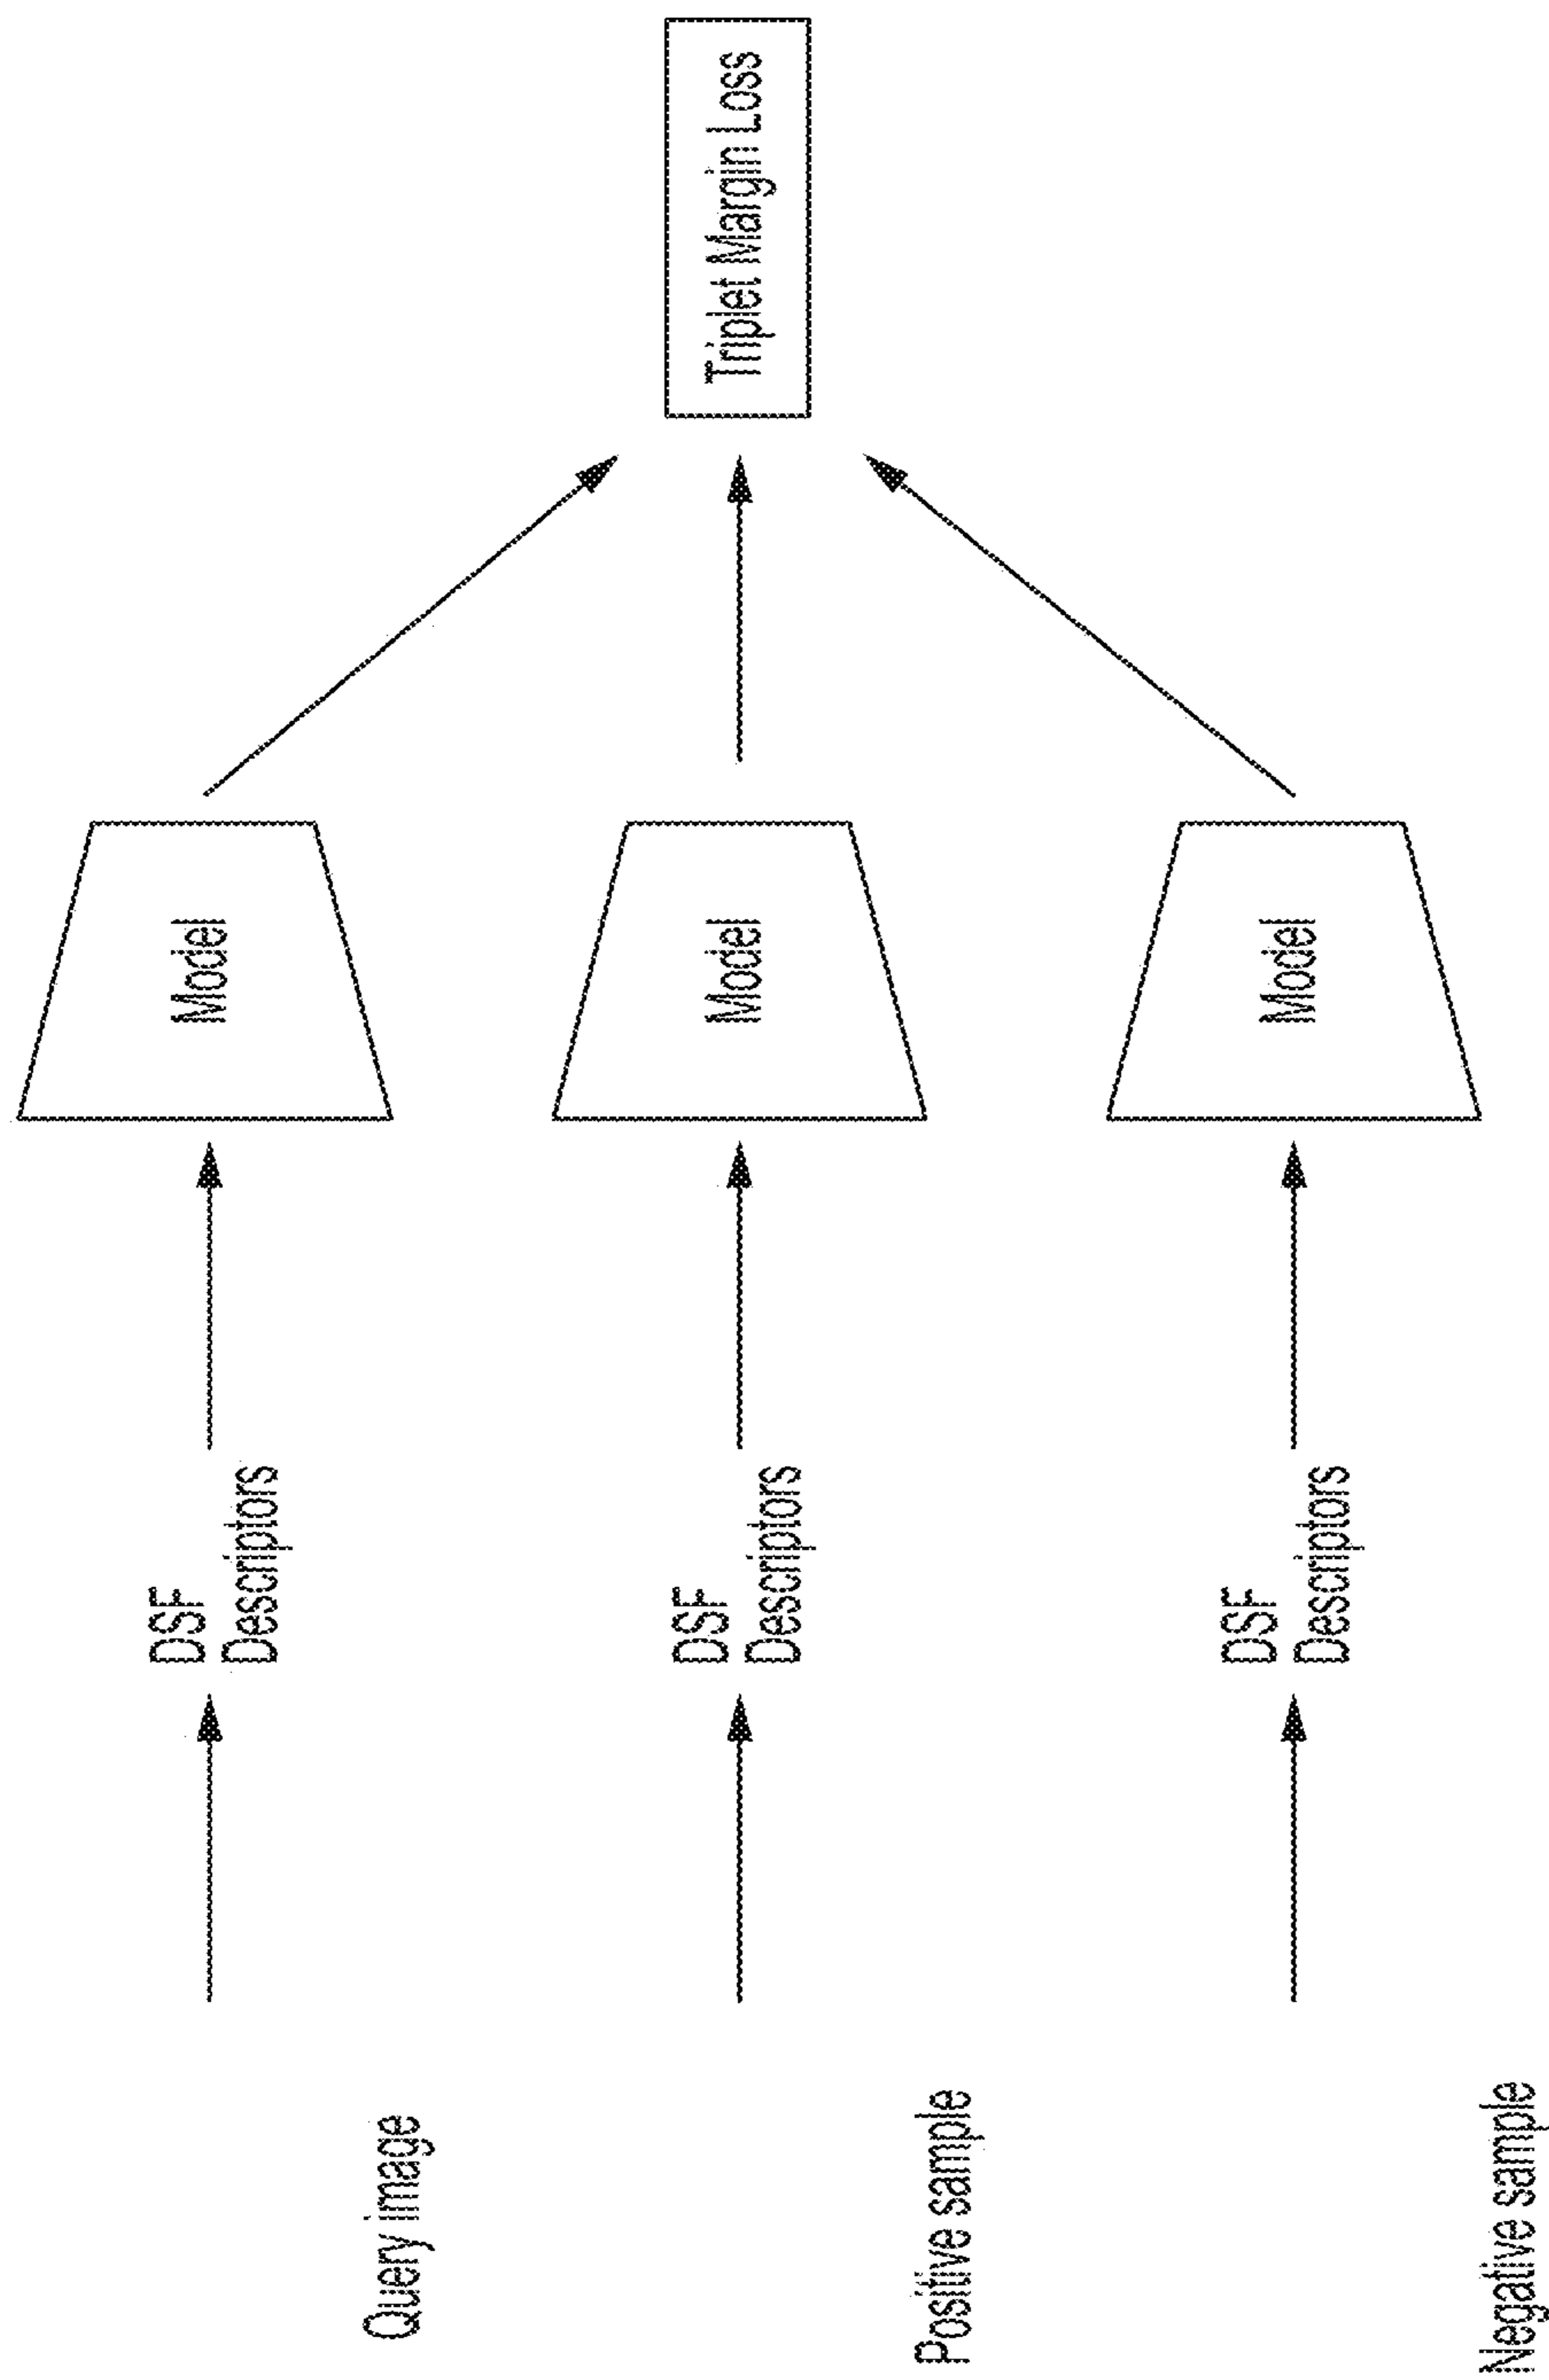 Query image
DSF
Descriptors
Model
Positive sample
DSF
Descriptors
Model
Triplet Margin Loss
Negative sample
DSF
Descriptors
Model